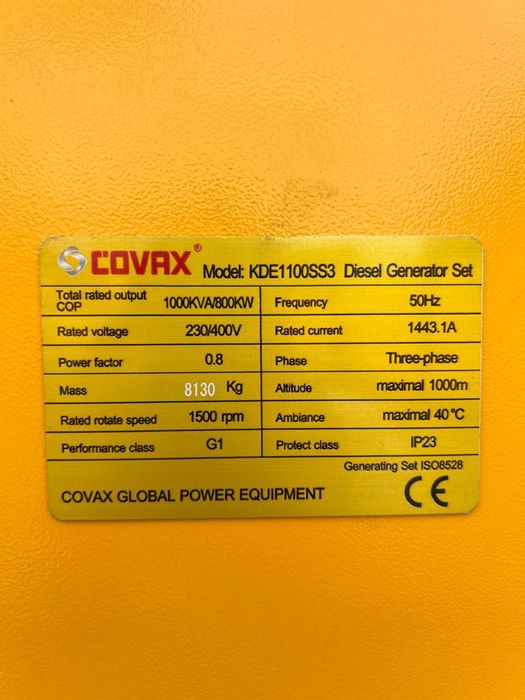 COVAX® Model: KDE1100SS3 Diesel Generator Set
Total rated output COP 1000KVA/800KW Frequency 50Hz
Rated voltage 230/400V Rated current 1443.1A
Power factor 0.8 Phase Three-phase
Mass 8130 Kg Altitude maximal 1000m
Rated rotate speed 1500 rpm Ambiance maximal 40°C
Performance class G1 Protect class IP23
Generating Set ISO8528
COVAX GLOBAL POWER EQUIPMENT CE